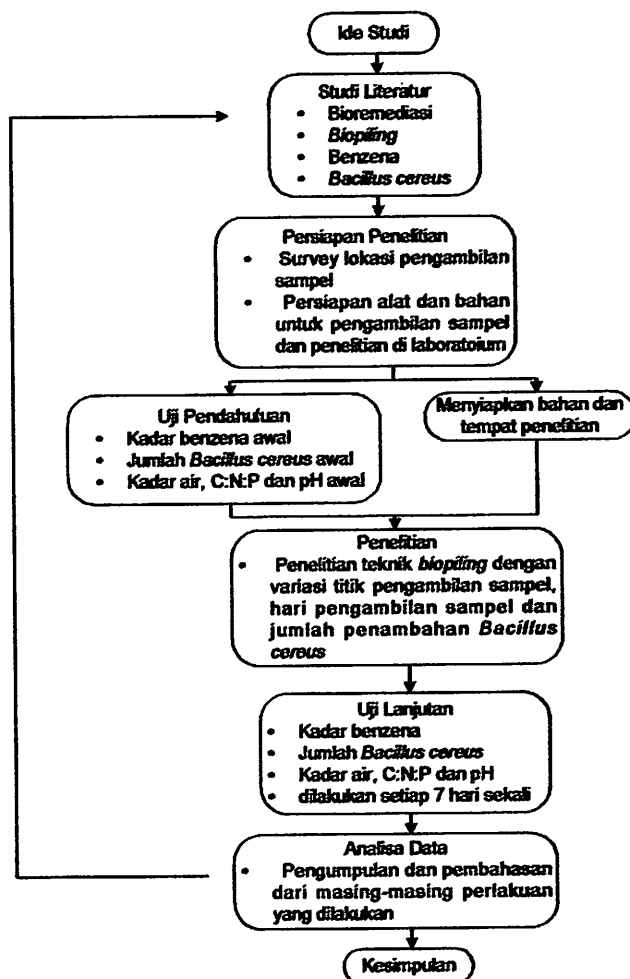 Ide Studi
Studi Literatur
• Bioremediasi
• Biopiling
• Benzena
• Bacillus cereus
Persiapan Penelitian
• Survey lokasi pengambilan
sampel
• Persiapan alat dan bahan
untuk pengambilan sampel
dan penelitian di laboratoium
Uji Pendahuluan
• Kadar benzena awal
• Jumlah Bacillus cereus awal
• Kadar air, C:N:P dan pH awal
Menyiapkan bahan dan
tempat penelitian
Penelitian
• Penelitian teknik biopiling dengan
variasi titik pengambilan sampel,
hari pengambilan sampel dan
jumlah penambahan Bacillus
cereus
Uji Lanjutan
• Kadar benzena
• Jumlah Bacillus cereus
• Kadar air, C:N:P dan pH
• dilakukan setiap 7 hari sekali
Analisa Data
• Pengumpulan dan pembahasan
dari masing-masing perlakuan
yang dilakukan
Kesimpulan